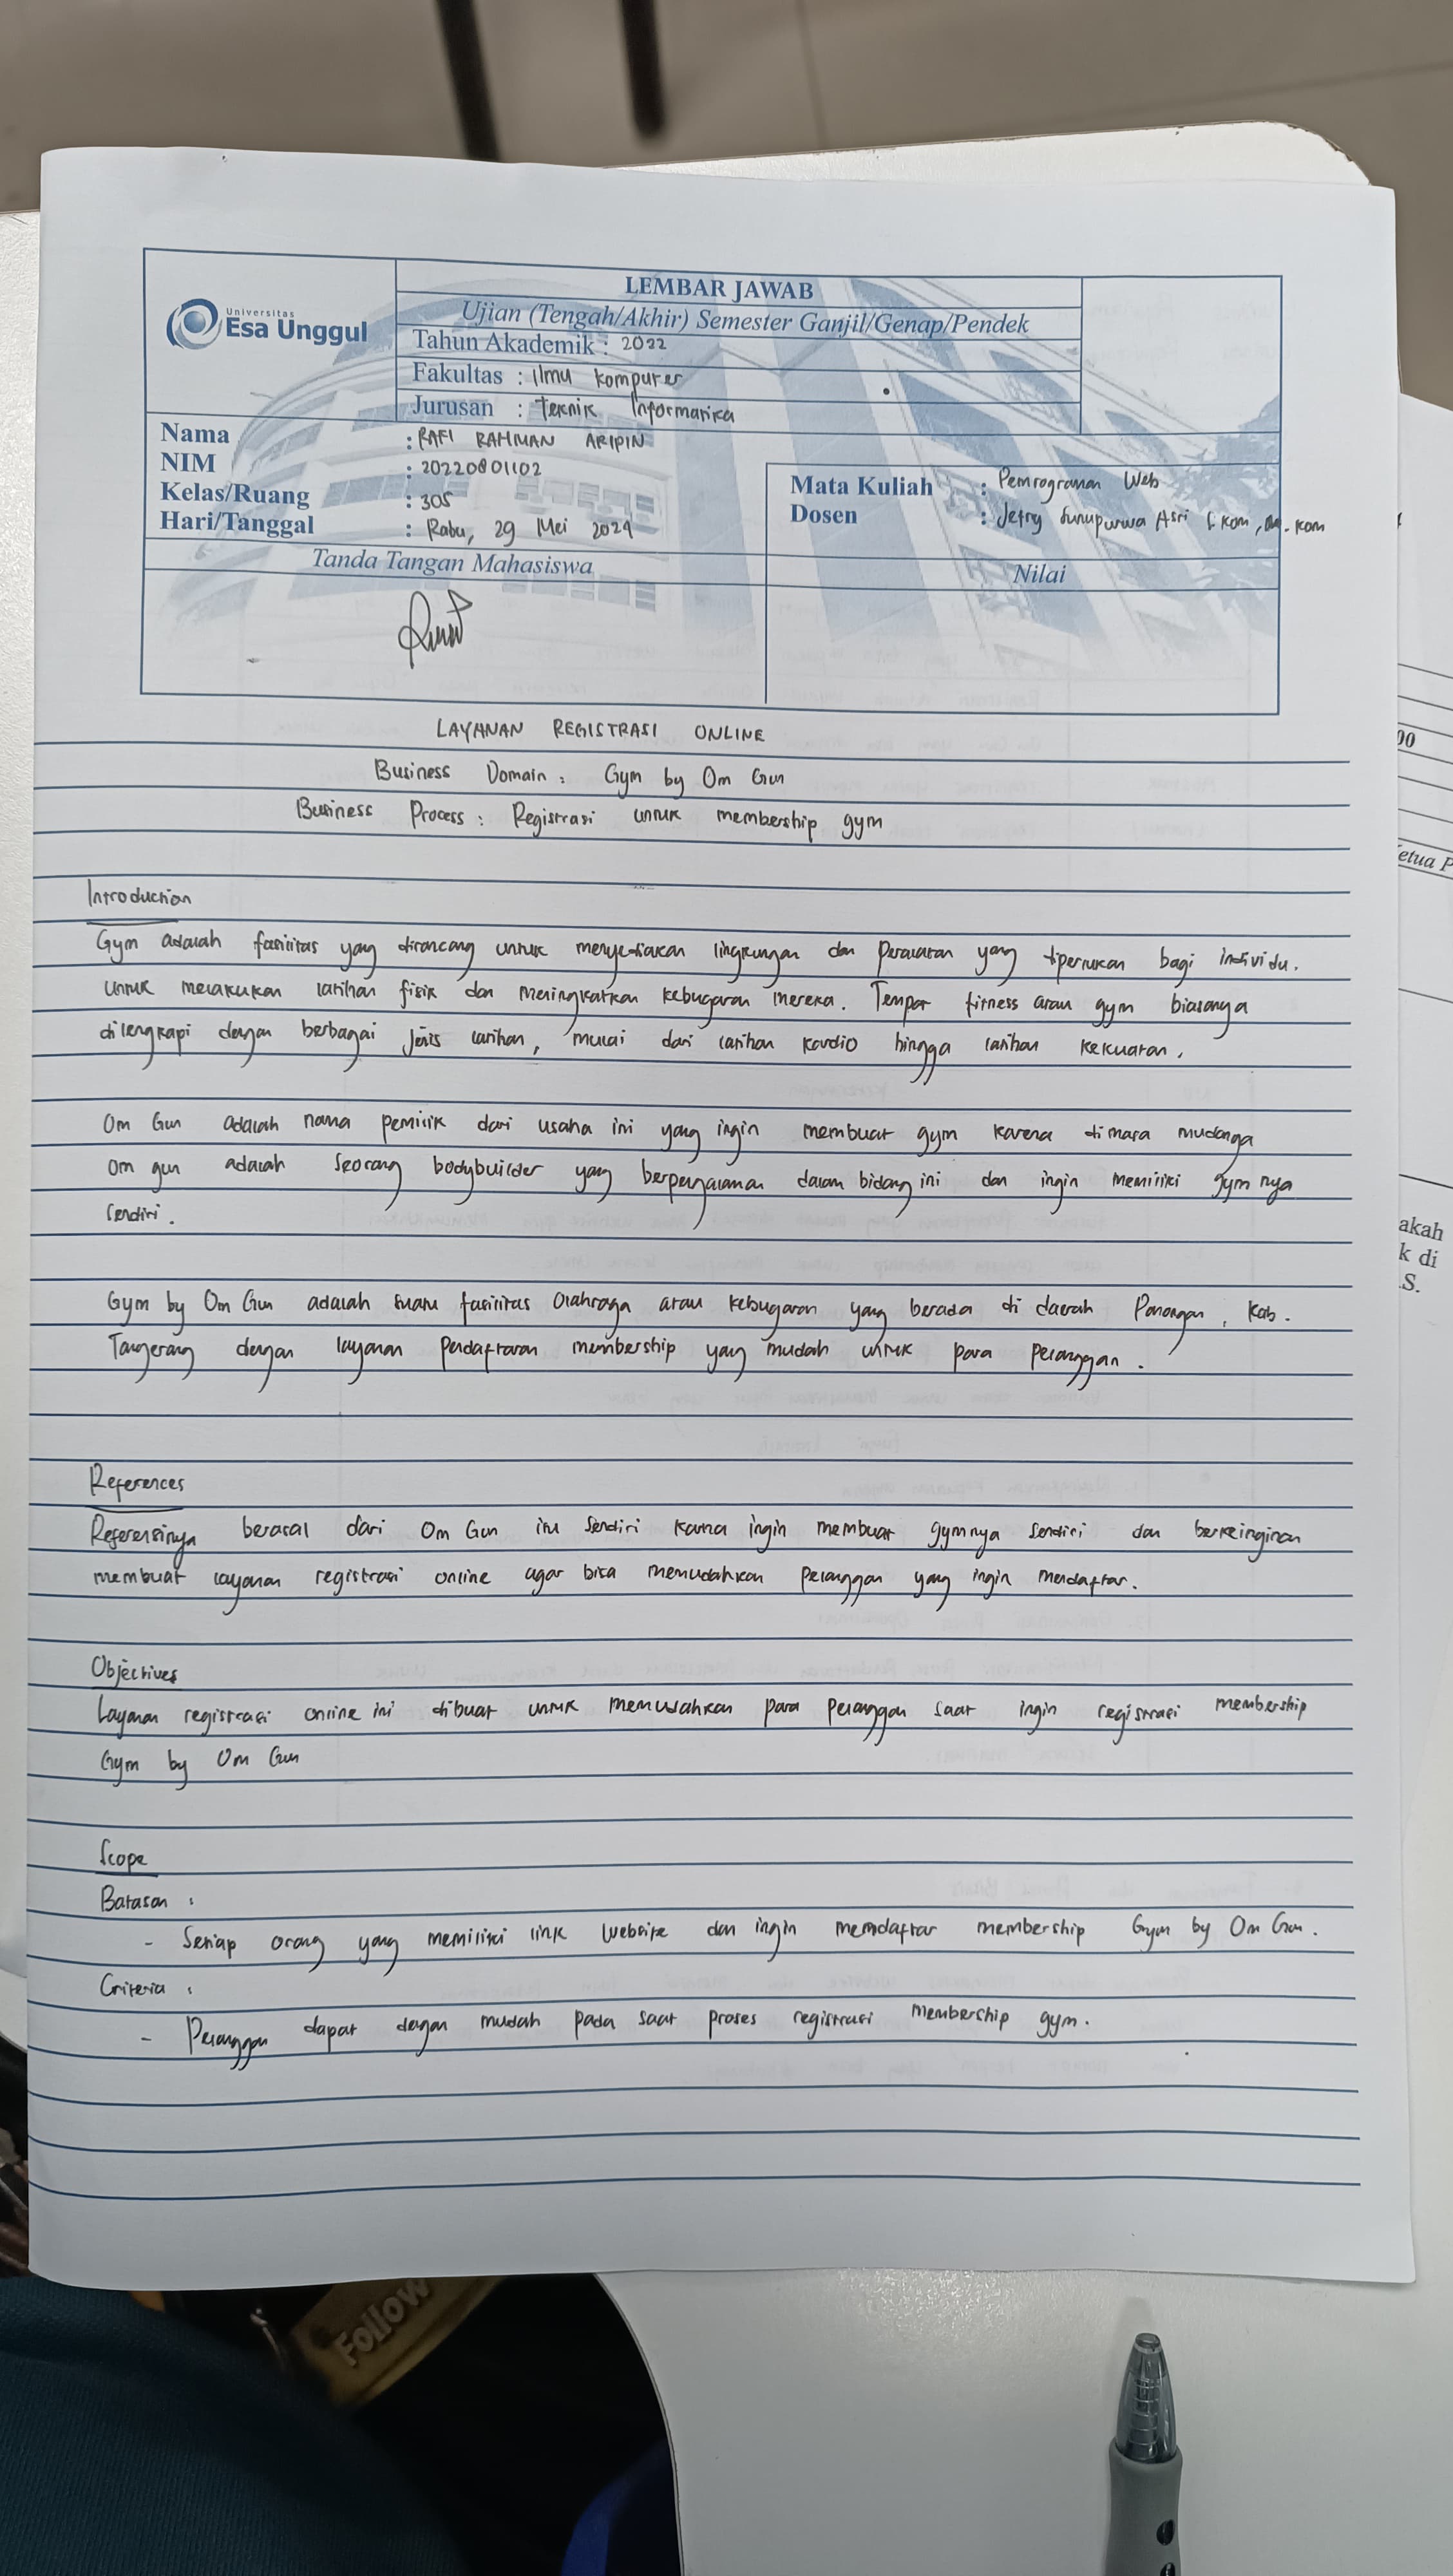 Universitas
Esa Unggul
LEMBAR JAWAB
Ujian (Tengah/Akhir) Semester Ganjil/Genap/Pendek
Tahun Akademik : 2022
Fakultas : Ilmu Komputer
Jurusan : Teknik Informatika
Nama : RAFI RAHMAN ARIPIN
NIM : 20220801102
Kelas/Ruang : 305
Hari/Tanggal : Rabu, 29 Mei 2024
Mata Kuliah : Pemrograman Web
Dosen : Jefry Sunupurwa Asri S.Kom, M.Kom
Tanda Tangan Mahasiswa
Nilai
LAYANAN REGISTRASI ONLINE
Business Domain : Gym by Om Gun
Business Process : Registrasi untuk membership gym
Introduction
Gym adalah fasilitas yang dirancang untuk menyediakan lingkungan dan peralatan yang diperlukan bagi individu.
untuk melakukan latihan fisik dan meningkatkan kebugaran mereka. Tempat fitness atau gym biasanya
dilengkapi dengan berbagai jenis latihan, mulai dari latihan kardio hingga latihan kekuatan.
Om Gun adalah nama pemilik dari usaha ini yang ingin membuat gym karena di masa mudanya
Om gun adalah seorang bodybuilder yang berpengalaman dalam bidang ini dan ingin memiliki gym nya
sendiri.
Gym by Om Gun adalah suatu fasilitas Olahraga atau kebugaran yang berada di daerah Panongan, Kab.
Tangerang dengan layanan pendaftaran membership yang mudah untuk para pelanggan.
References
Referensinya berasal dari Om Gun itu sendiri karna ingin membuat gymnya sendiri dan berkeinginan
membuat layanan registrasi online agar bisa memudahkan pelanggan yang ingin mendaftar.
Objectives
Layanan registrasi online ini dibuat untuk memudahkan para pelanggan saat ingin registrasi membership
Gym by Om Gun
Scope
Batasan :
- Setiap orang yang memiliki link website dan ingin memdaftar membership Gym by Om Gun.
Criteria :
- Pelanggan dapat dengan mudah pada saat proses registrasi membership gym.
00
etua P
akah
k di
S.
Follow